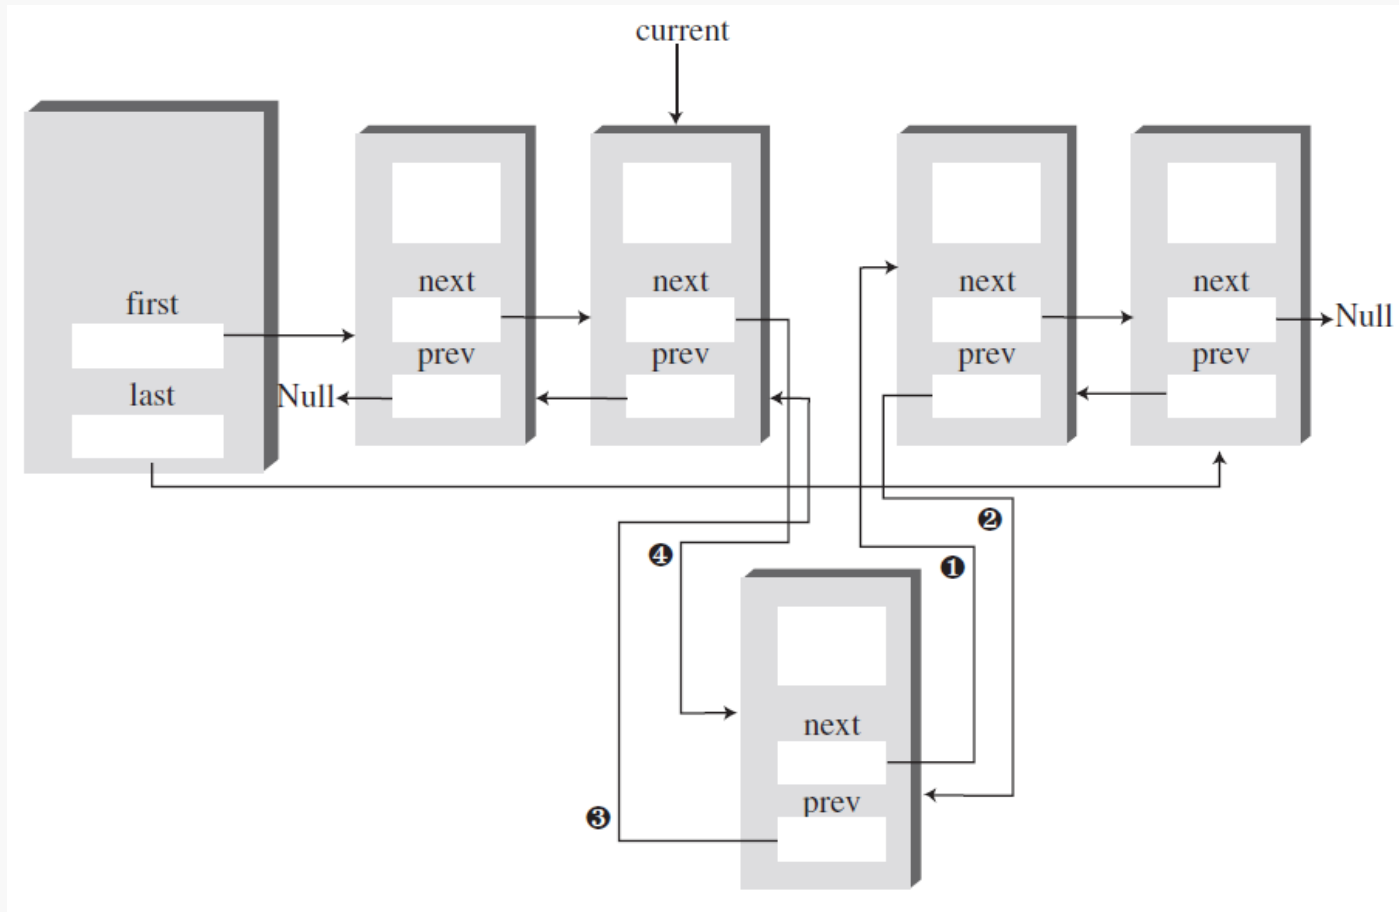 current
first
last
Null
next
prev
next
prev
next
prev
next
prev
Null
❹
❷
❶
❸
next
prev